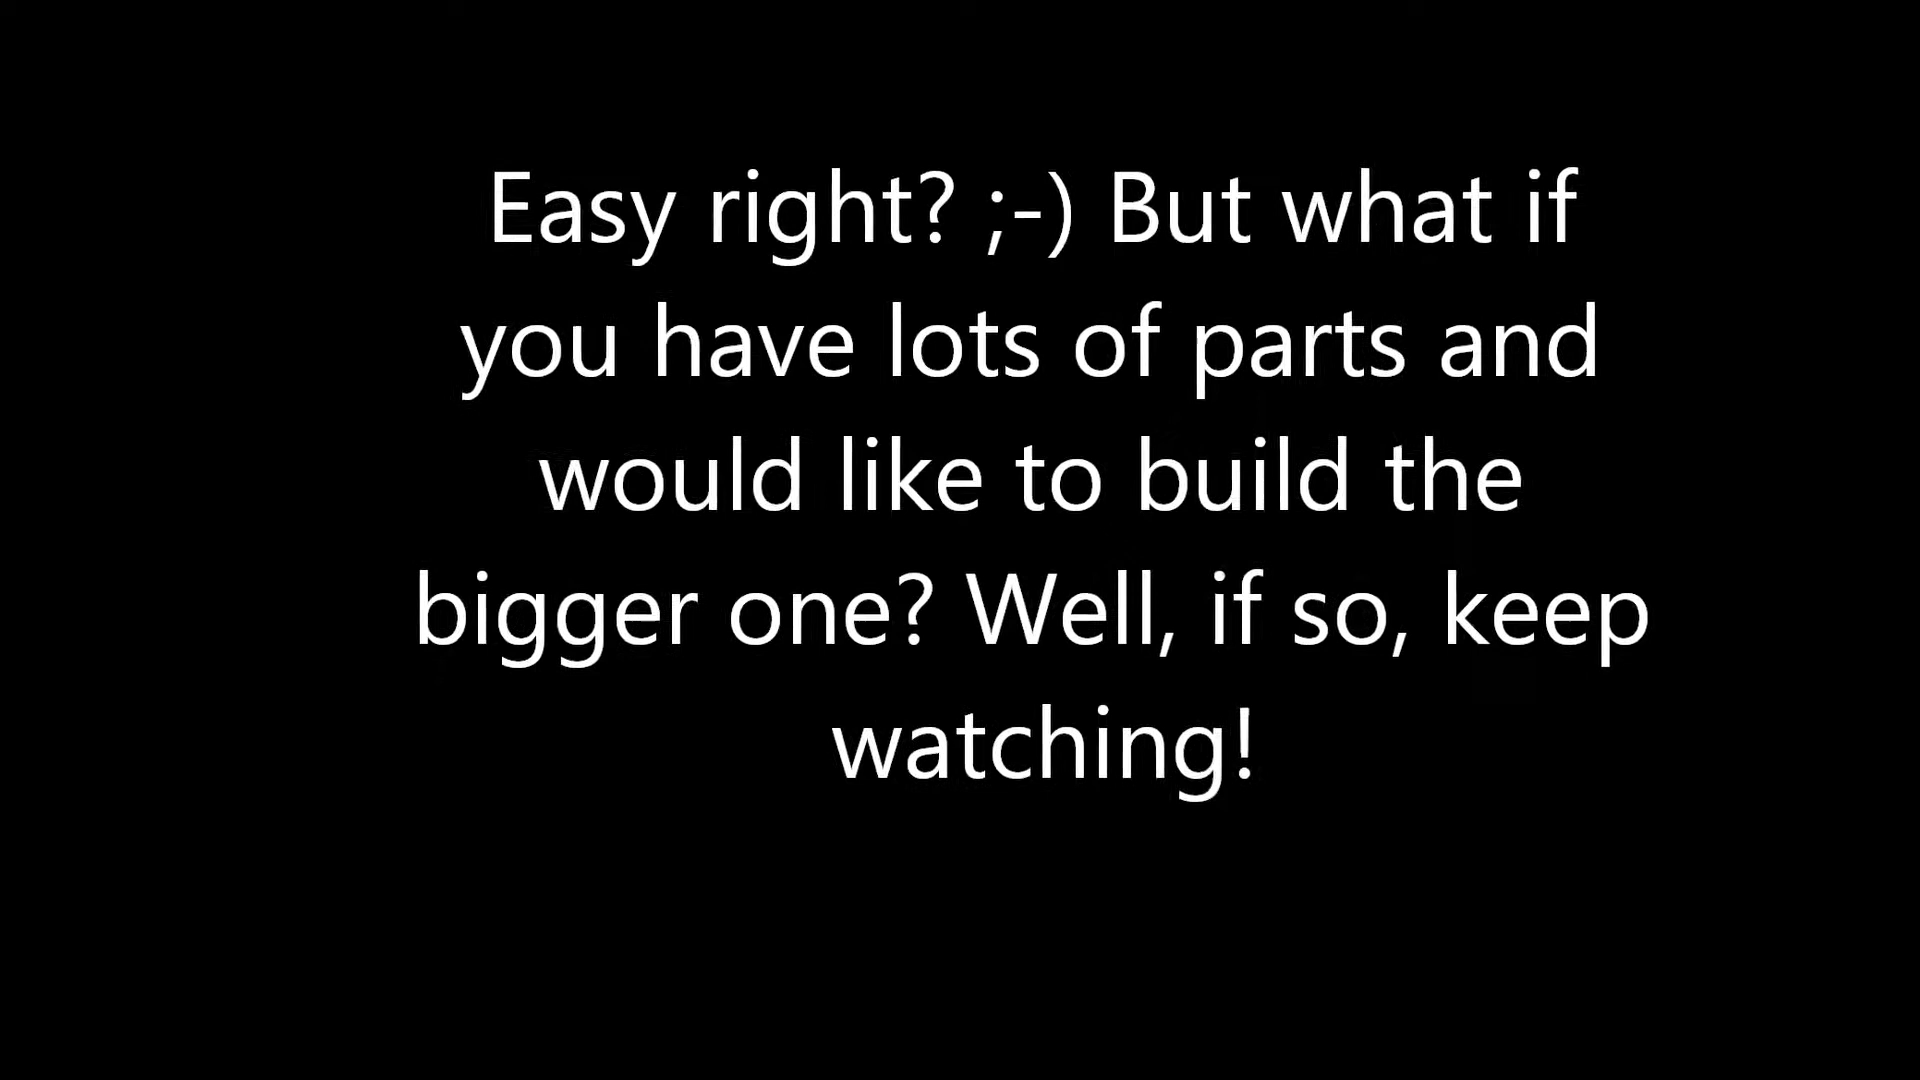 Easy right? ;-) But what if
you have lots of parts and
would like to build the
bigger one? Well, if so, keep
watching!